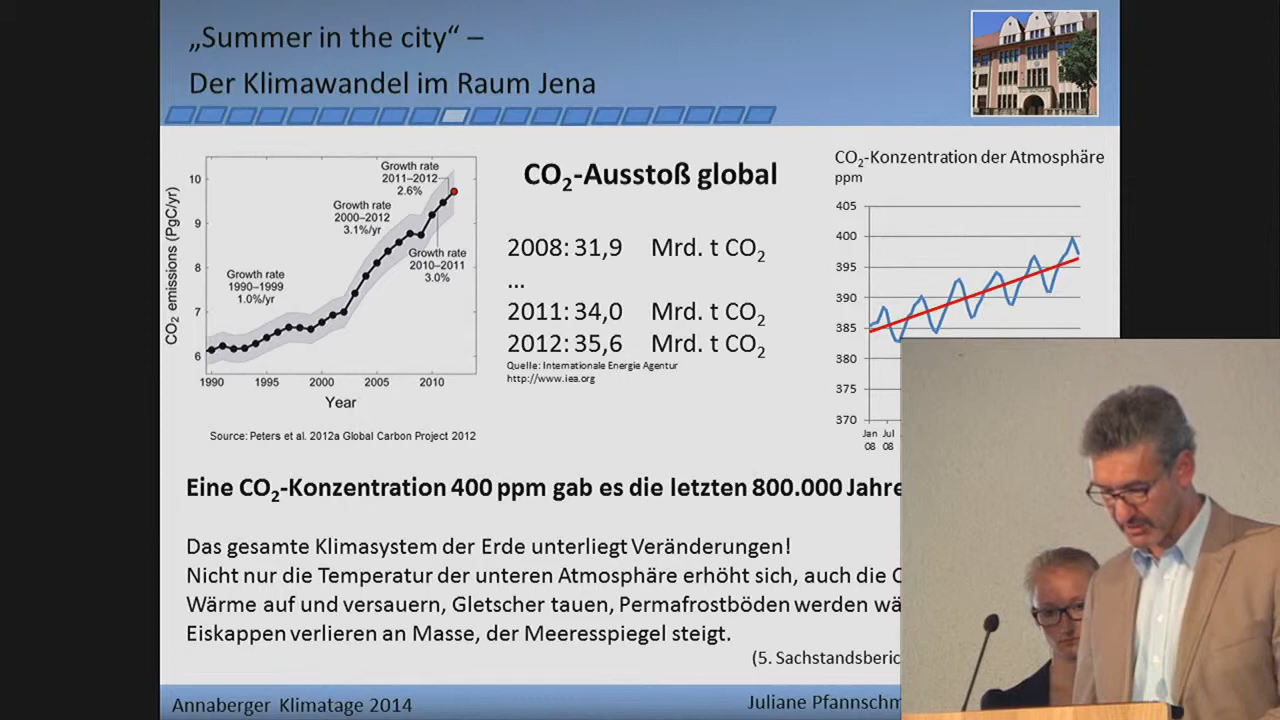 „Summer in the city“ –
Der Klimawandel im Raum Jena
CO2 emissions (PgC/yr)
10
9
8
7
6
Growth rate
2011–2012
2.6%
Growth rate
2000–2012
3.1%/yr
Growth rate
2010–2011
3.0%
Growth rate
1990–1999
1.0%/yr
1990
1995
2000
2005
2010
Year
Source: Peters et al. 2012a Global Carbon Project 2012
CO2-Ausstoß global
2008: 31,9 Mrd. t CO2
...
2011: 34,0 Mrd. t CO2
2012: 35,6 Mrd. t CO2
Quelle: Internationale Energie Agentur
http://www.iea.org
CO2-Konzentration der Atmosphäre
ppm
405
400
395
390
385
380
375
370
Jan Jul
08 08
Eine CO2-Konzentration 400 ppm gab es die letzten 800.000 Jahre
Das gesamte Klimasystem der Erde unterliegt Veränderungen!
Nicht nur die Temperatur der unteren Atmosphäre erhöht sich, auch die
Wärme auf und versauern, Gletscher tauen, Permafrostböden werden
Eiskappen verlieren an Masse, der Meeresspiegel steigt.
(5. Sachstandsberic
Annaberger Klimatage 2014
Juliane Pfannschm